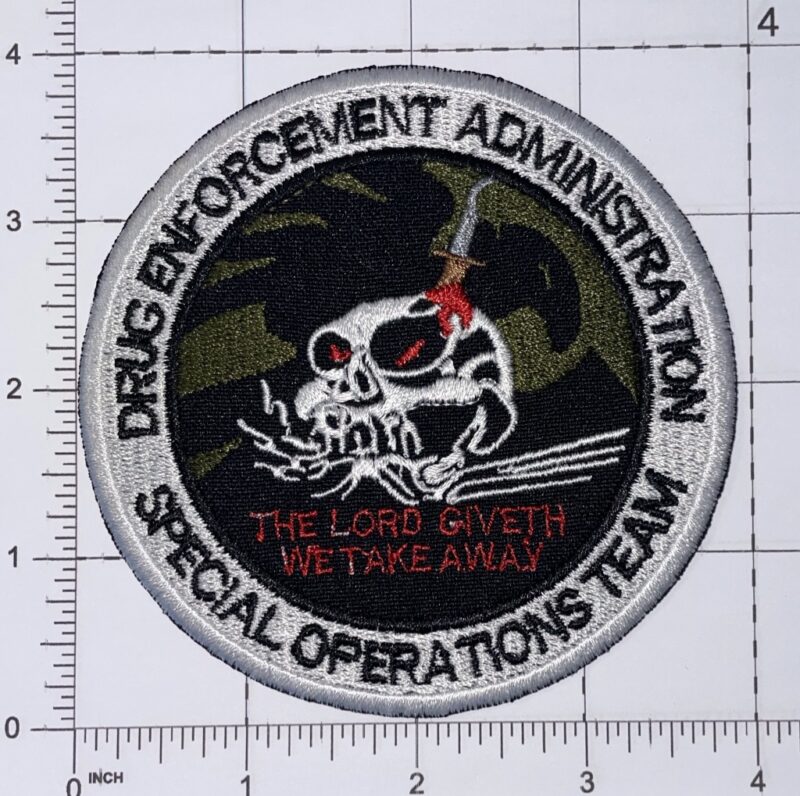 4
4
3
2
1
0
DRUG ENFORCEMENT ADMINISTRATION
THE LORD GIVETH
WE TAKE AWAY
SPECIAL OPERATIONS TEAM
0 INCH 1 2 3 4